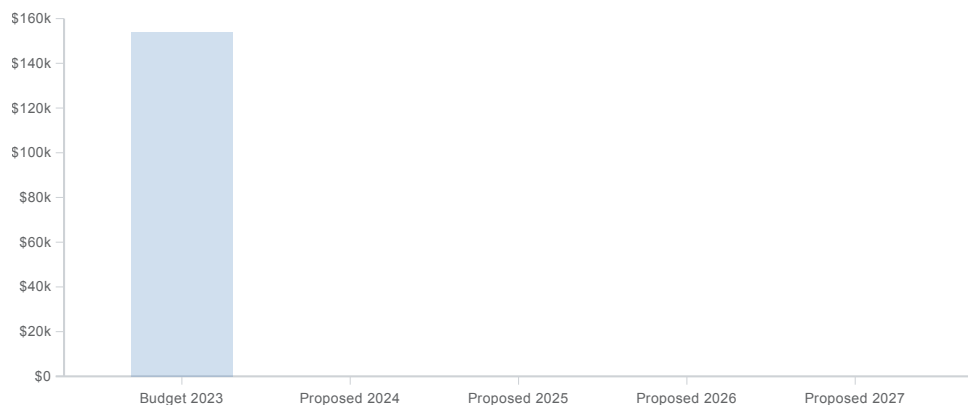 $160k
$140k
$120k
$100k
$80k
$60k
$40k
$20k
$0
Budget 2023 Proposed 2024 Proposed 2025 Proposed 2026 Proposed 2027